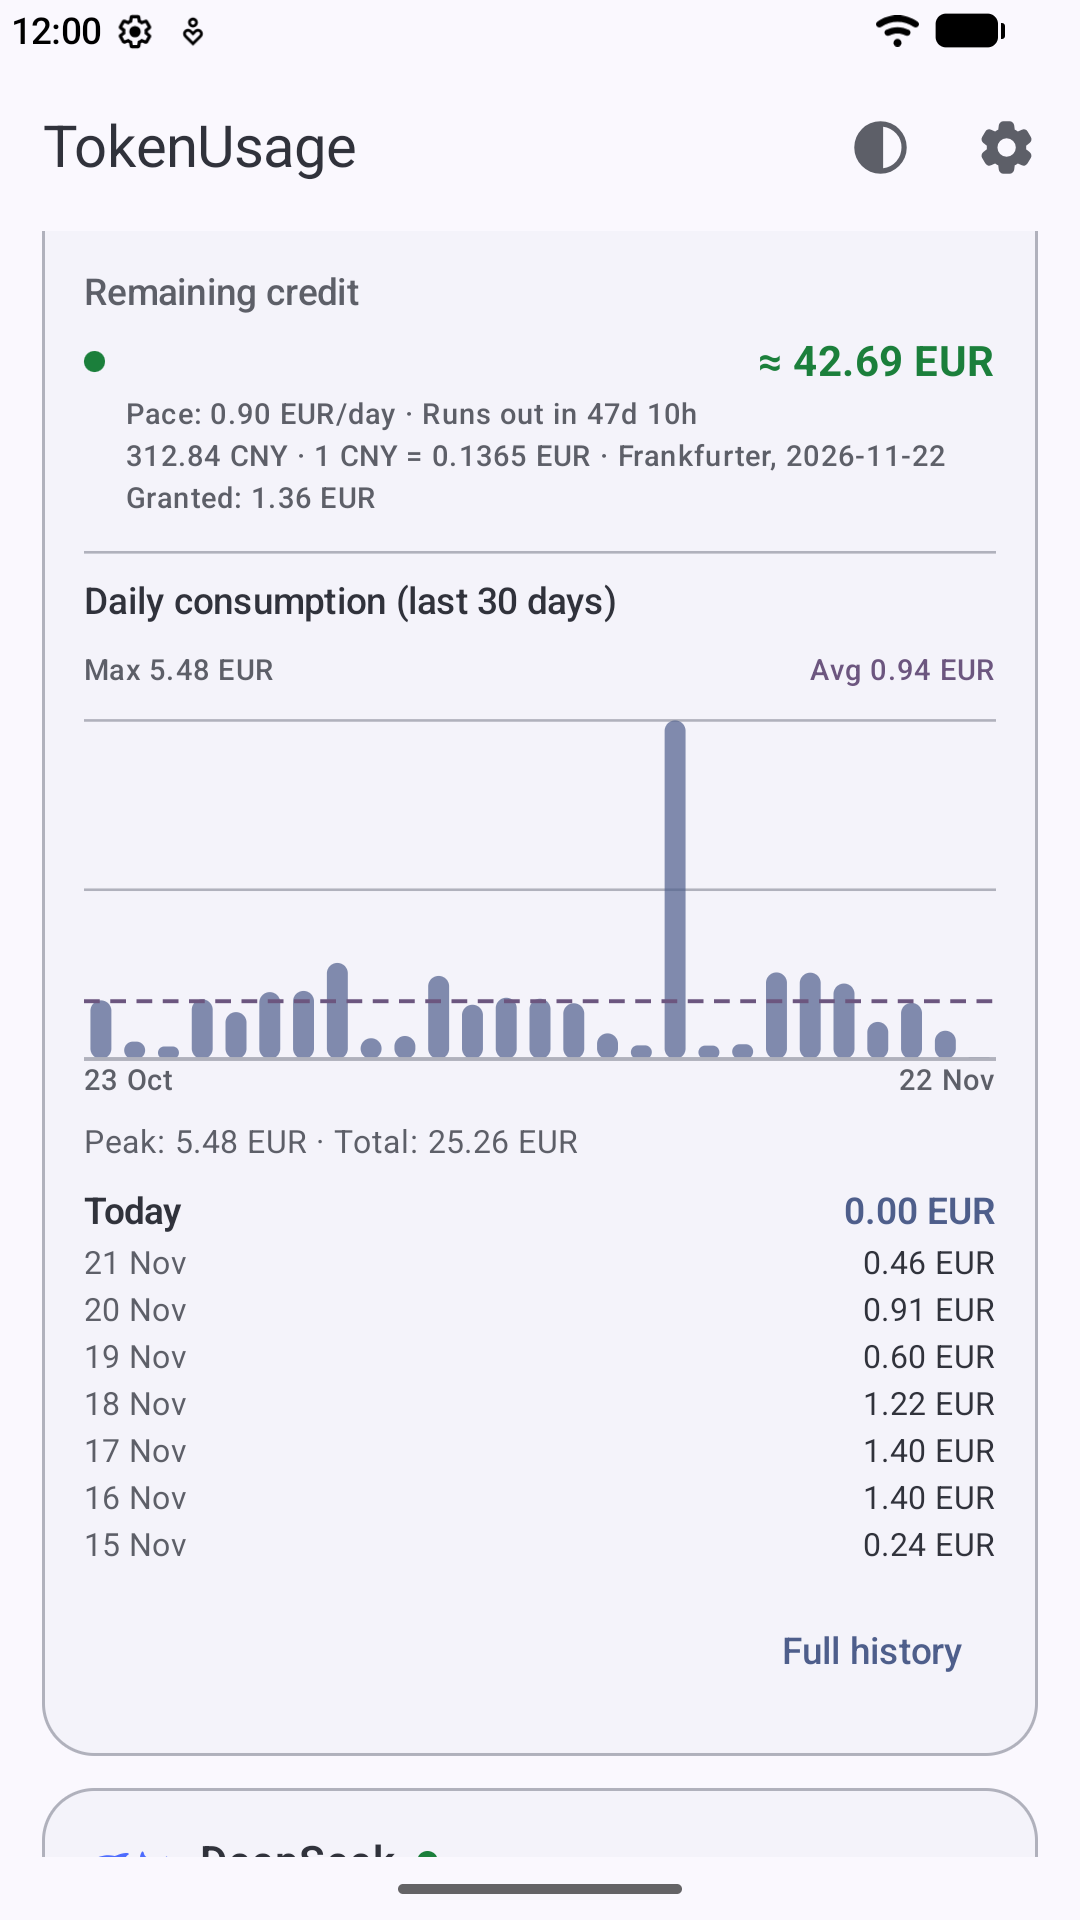 12:00
TokenUsage
Remaining credit
≈ 42.69 EUR
Pace: 0.90 EUR/day · Runs out in 47d 10h
312.84 CNY · 1 CNY = 0.1365 EUR · Frankfurter, 2026-11-22
Granted: 1.36 EUR
Daily consumption (last 30 days)
Max 5.48 EUR Avg 0.94 EUR
23 Oct 22 Nov
Peak: 5.48 EUR · Total: 25.26 EUR
Today 0.00 EUR
21 Nov 0.46 EUR
20 Nov 0.91 EUR
19 Nov 0.60 EUR
18 Nov 1.22 EUR
17 Nov 1.40 EUR
16 Nov 1.40 EUR
15 Nov 0.24 EUR
Full history
DeepSeek